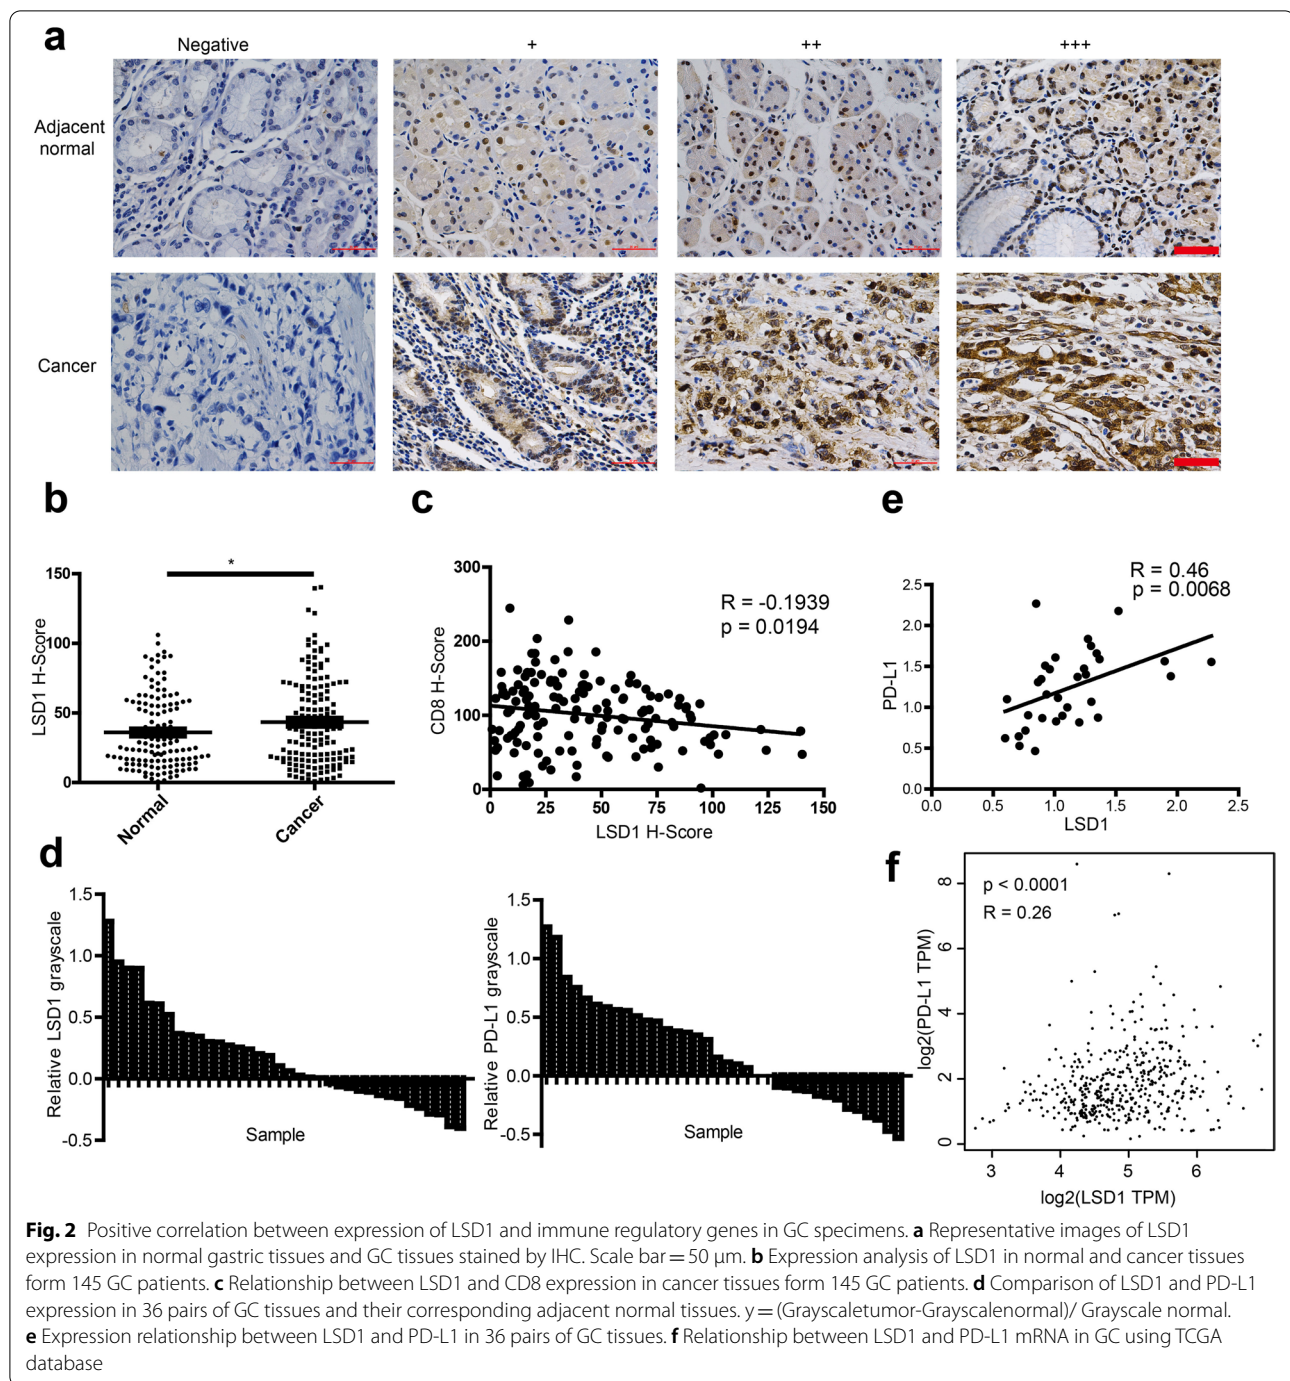 a
Negative
+
++
+++
Adjacent
normal
Cancer
b
*
LSD1 H-Score
150
100
50
0
Normal
Cancer
c
CD8 H-Score
300
200
100
0
R = -0.1939
p = 0.0194
0
25
50
75
100
125
150
LSD1 H-Score
e
R = 0.46
p = 0.0068
PD-L1
2.5
2.0
1.5
1.0
0.5
0.0
0.0
0.5
1.0
1.5
2.0
2.5
LSD1
d
Relative LSD1 grayscale
1.5
1.0
0.5
0.0
-0.5
Sample
Relative PD-L1 grayscale
1.5
1.0
0.5
0.0
-0.5
Sample
f
p < 0.0001
R = 0.26
log2(PD-L1 TPM)
8
6
4
2
0
3
4
5
6
log2(LSD1 TPM)
Fig. 2 Positive correlation between expression of LSD1 and immune regulatory genes in GC specimens. a Representative images of LSD1
expression in normal gastric tissues and GC tissues stained by IHC. Scale bar = 50 μm. b Expression analysis of LSD1 in normal and cancer tissues
form 145 GC patients. c Relationship between LSD1 and CD8 expression in cancer tissues form 145 GC patients. d Comparison of LSD1 and PD-L1
expression in 36 pairs of GC tissues and their corresponding adjacent normal tissues. y = (Grayscaletumor-Grayscalenormal)/ Grayscale normal.
e Expression relationship between LSD1 and PD-L1 in 36 pairs of GC tissues. f Relationship between LSD1 and PD-L1 mRNA in GC using TCGA
database